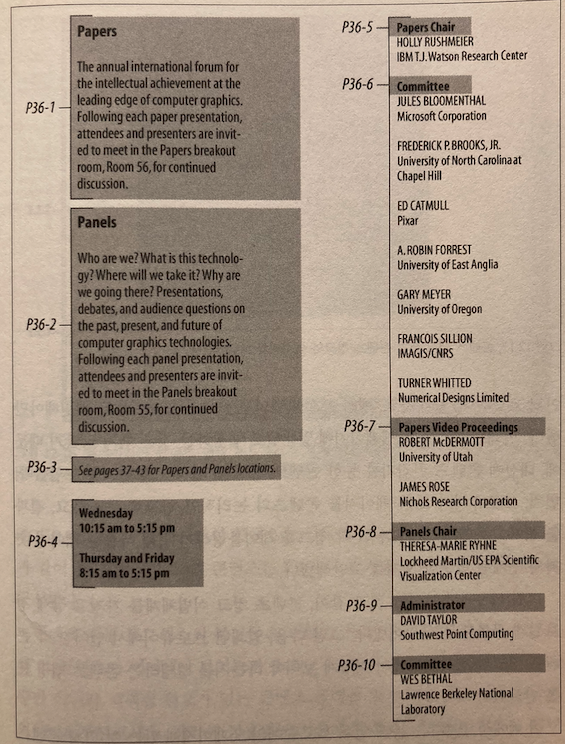 P36-1
Papers
The annual international forum for
the intellectual achievement at the
leading edge of computer graphics.
Following each paper presentation,
attendees and presenters are invit-
ed to meet in the Papers breakout
room, Room 56, for continued
discussion.
P36-2
Panels
Who are we? What is this technolo-
gy? Where will we take it? Why are
we going there? Presentations,
debates, and audience questions on
the past, present, and future of
computer graphics technologies.
Following each panel presentation,
attendees and presenters are invit-
ed to meet in the Panels breakout
room, Room 55, for continued
discussion.
P36-3
See pages 37-43 for Papers and Panels locations.
P36-4
Wednesday
10:15 am to 5:15 pm
Thursday and Friday
8:15 am to 5:15 pm
P36-5
Papers Chair
HOLLY RUSHMEIER
IBM T.J. Watson Research Center
P36-6
Committee
JULES BLOOMENTHAL
Microsoft Corporation
FREDERICK P. BROOKS, JR.
University of North Carolina at
Chapel Hill
ED CATMULL
Pixar
A. ROBIN FORREST
University of East Anglia
GARY MEYER
University of Oregon
FRANCOIS SILLION
IMAGIS/CNRS
TURNER WHITTED
Numerical Designs Limited
P36-7
Papers Video Proceedings
ROBERT McDERMOTT
University of Utah
JAMES ROSE
Nichols Research Corporation
P36-8
Panels Chair
THERESA-MARIE RYHNE
Lockheed Martin/US EPA Scientific
Visualization Center
P36-9
Administrator
DAVID TAYLOR
Southwest Point Computing
P36-10
Committee
WES BETHAL
Lawrence Berkeley National
Laboratory